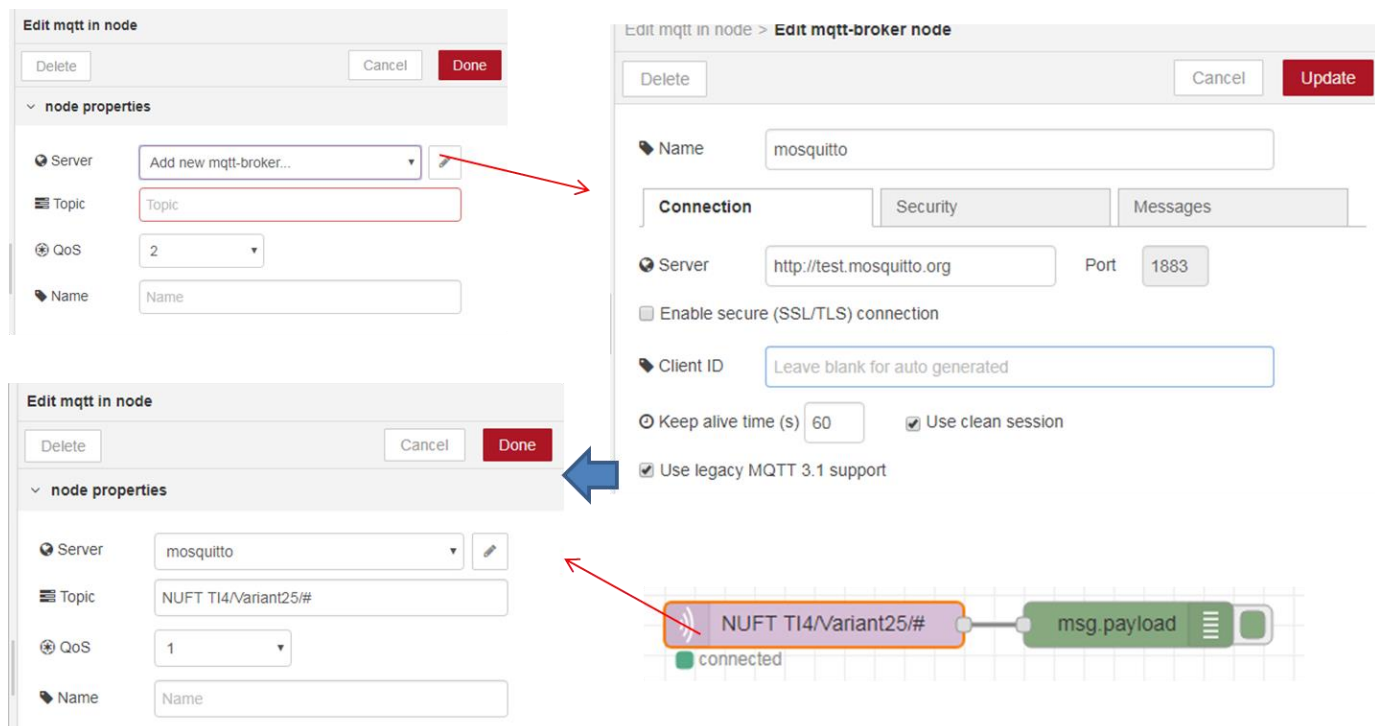 Edit mqtt in node
Delete
Cancel
Done
node properties
Server
Add new mqtt-broker...
Topic
Topic
QoS
2
Name
Name
Edit mqtt in node > Edit mqtt-broker node
Delete
Cancel
Update
Name
mosquitto
Connection
Security
Messages
Server
http://test.mosquitto.org
Port
1883
Enable secure (SSL/TLS) connection
Client ID
Leave blank for auto generated
Keep alive time (s)
60
Use clean session
Use legacy MQTT 3.1 support
Edit mqtt in node
Delete
Cancel
Done
node properties
Server
mosquitto
Topic
NUFT TI4/Variant25/#
QoS
1
Name
Name
NUFT TI4/Variant25/#
connected
msg.payload